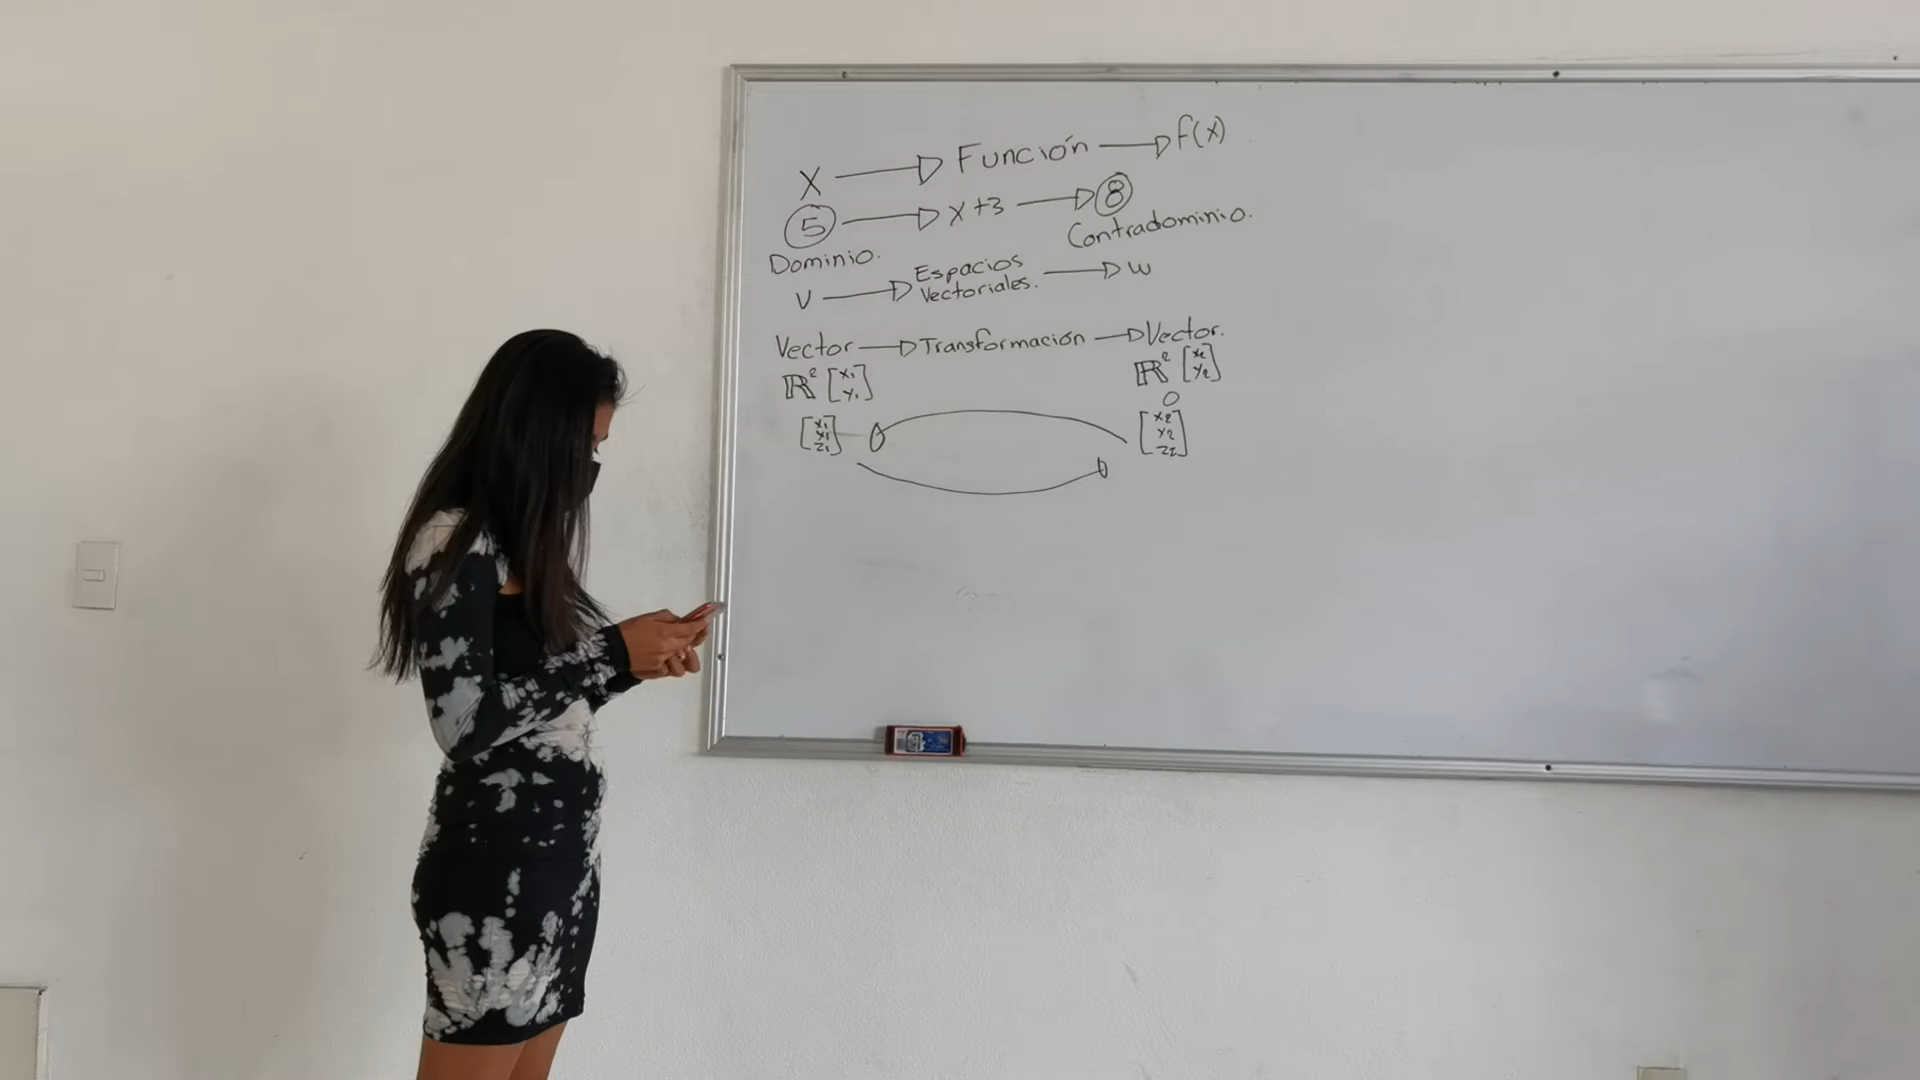 X → Función → f(x)
5 → x+3 → 8
Dominio. Contradominio.
V → Espacios Vectoriales. → W
Vector → Transformación → Vector.
ℝ² [x₁ y₁] ℝ² [x₂ y₂]
o
[x₁ y₁ z₁] [x₂ y₂ z₂]